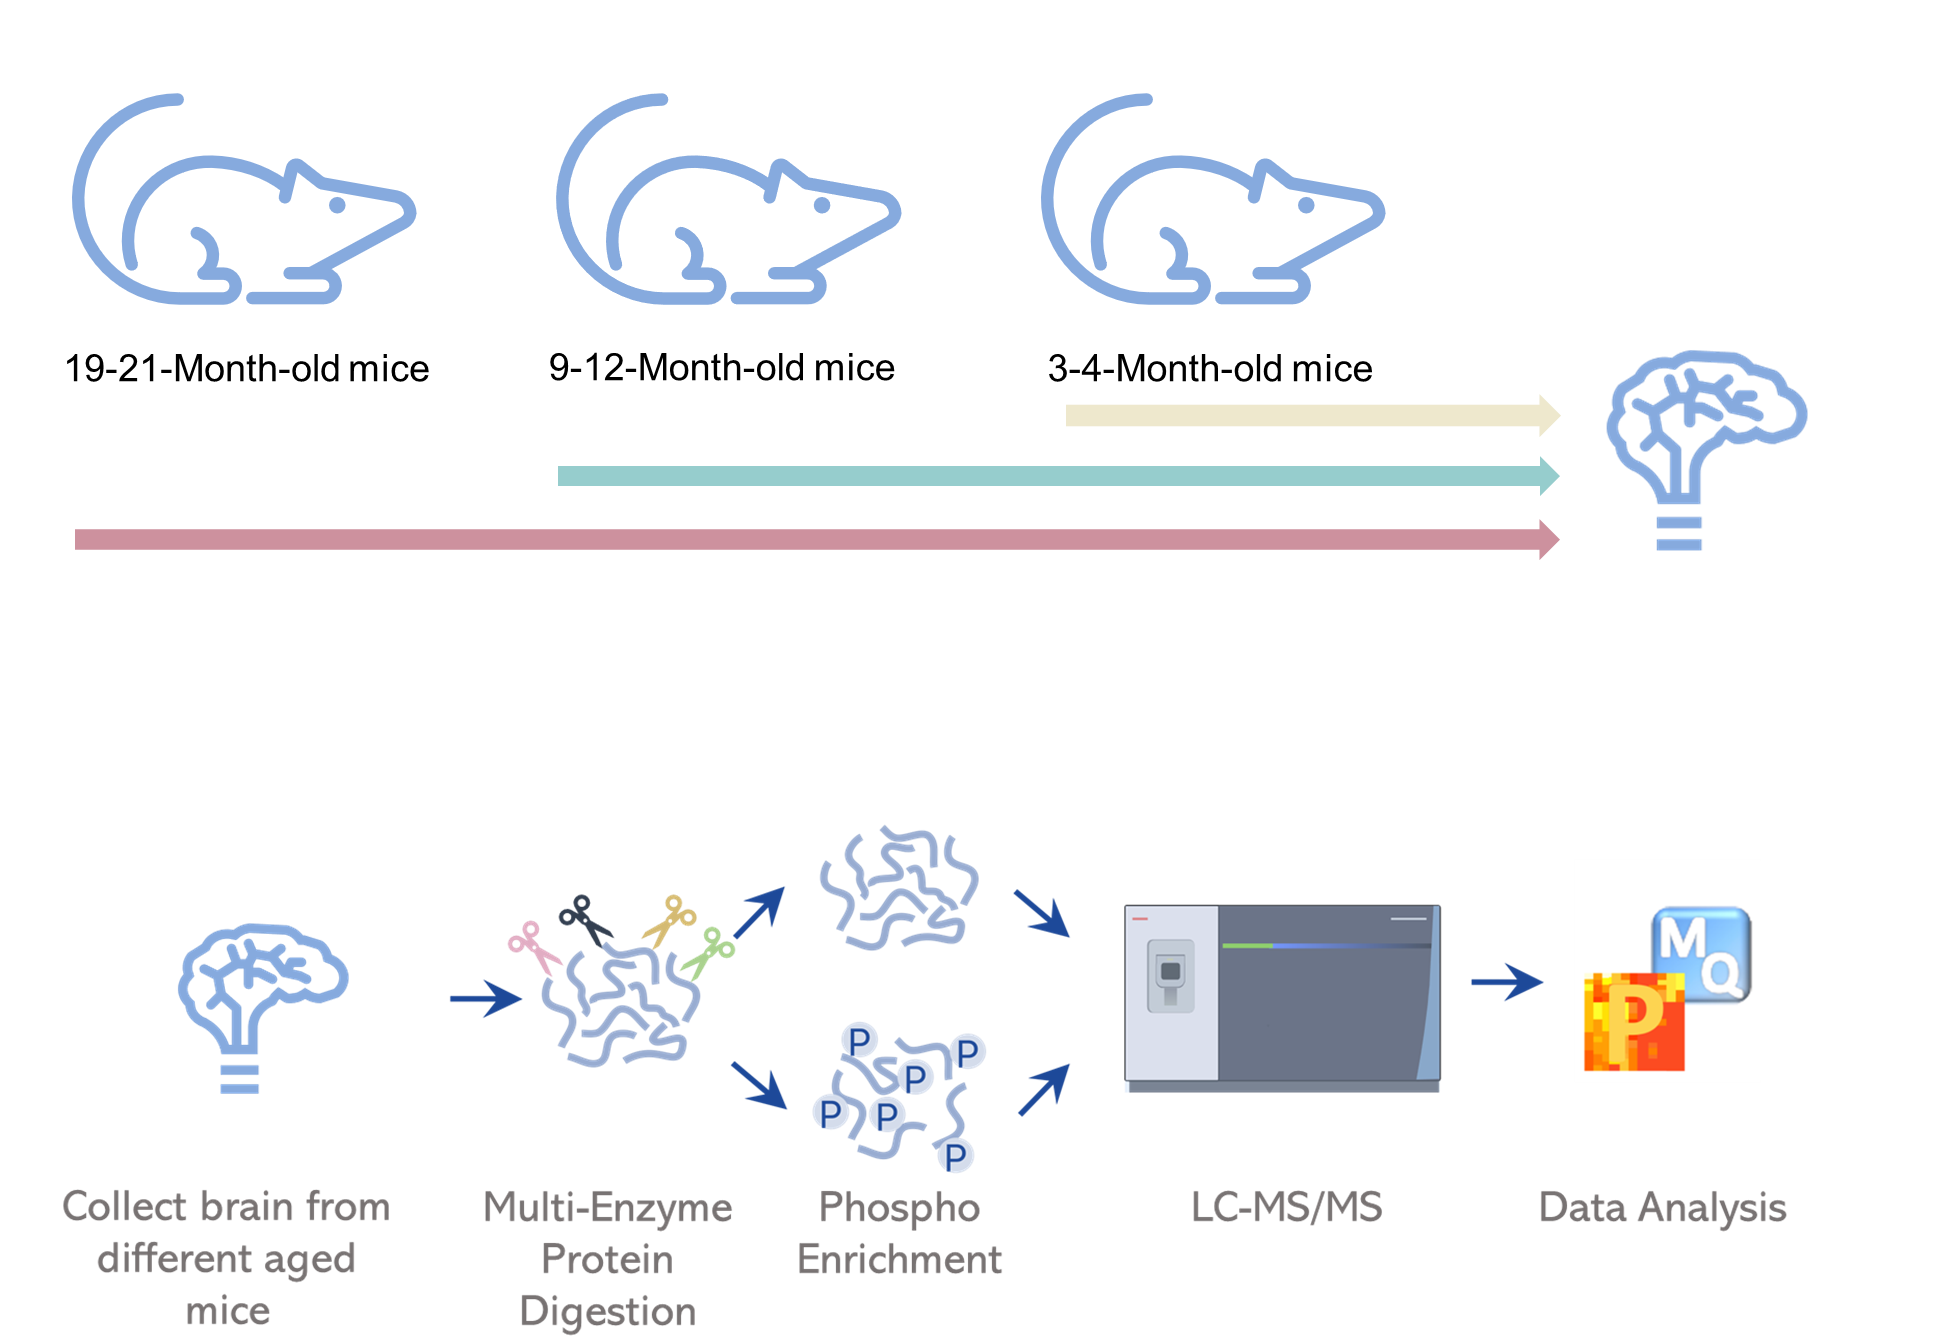 19-21-Month-old mice
9-12-Month-old mice
3-4-Month-old mice
M
Q
P
P
P
P
P
P
P
Collect brain from
different aged
mice
Multi-Enzyme
Protein
Digestion
Phospho
Enrichment
LC-MS/MS
Data Analysis